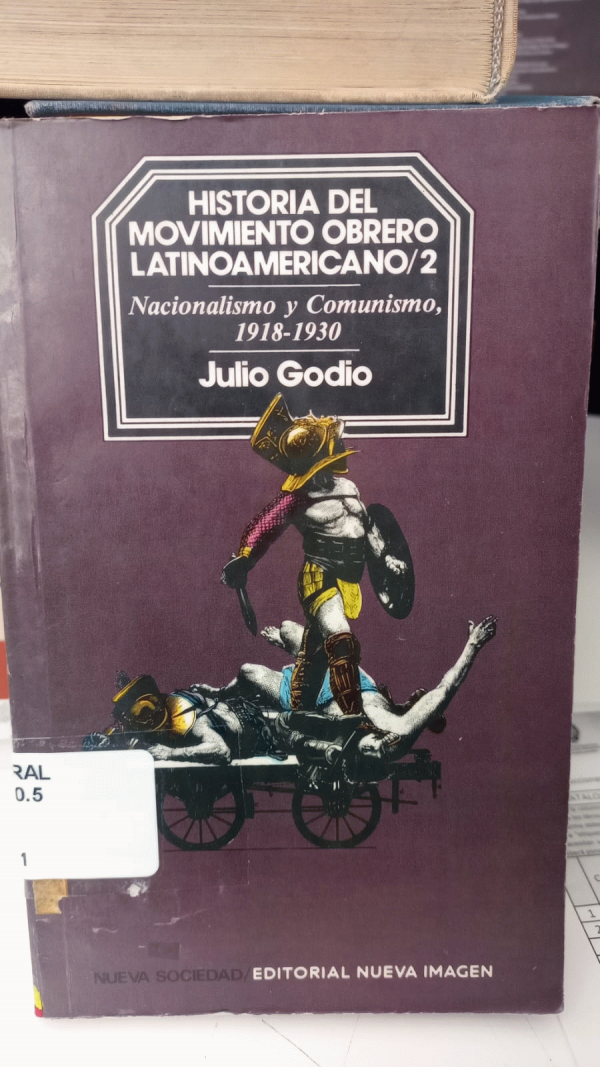 HISTORIA DEL
MOVIMIENTO OBRERO
LATINOAMERICANO/2
Nacionalismo y Comunismo,
1918-1930
Julio Godio
RAL
0.5
1
NUEVA SOCIEDAD/EDITORIAL NUEVA IMAGEN